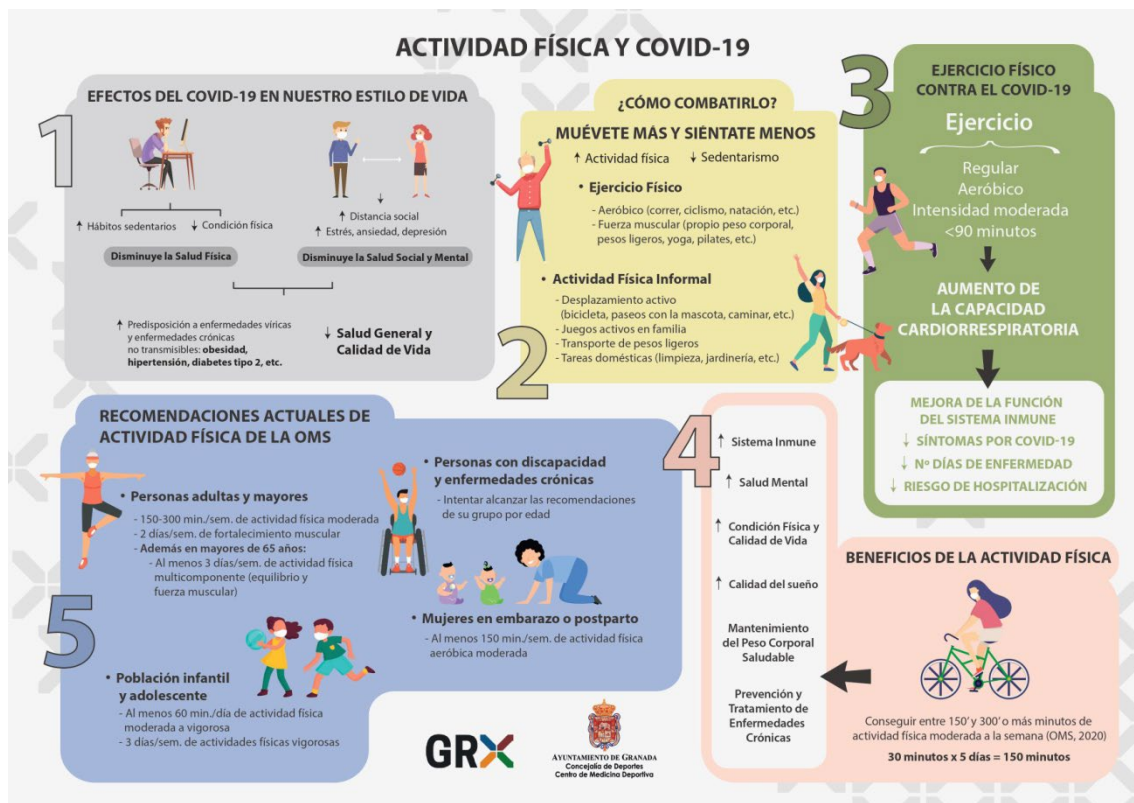 ACTIVIDAD FÍSICA Y COVID-19
1
EFECTOS DEL COVID-19 EN NUESTRO ESTILO DE VIDA
↑ Hábitos sedentarios ↓ Condición física
Disminuye la Salud Física
↓
↑ Distancia social
↑ Estrés, ansiedad, depresión
Disminuye la Salud Social y Mental
↑ Predisposición a enfermedades víricas
y enfermedades crónicas
no transmisibles: obesidad,
hipertensión, diabetes tipo 2, etc.
↓ Salud General y
Calidad de Vida
2
¿CÓMO COMBATIRLO?
MUÉVETE MÁS Y SIÉNTATE MENOS
↑ Actividad física ↓ Sedentarismo
• Ejercicio Físico
- Aeróbico (correr, ciclismo, natación, etc.)
- Fuerza muscular (propio peso corporal,
pesos ligeros, yoga, pilates, etc.)
• Actividad Física Informal
- Desplazamiento activo
(bicicleta, paseos con la mascota, caminar, etc.)
- Juegos activos en familia
- Transporte de pesos ligeros
- Tareas domésticas (limpieza, jardinería, etc.)
3
EJERCICIO FÍSICO
CONTRA EL COVID-19
Ejercicio
Regular
Aeróbico
Intensidad moderada
<90 minutos
AUMENTO DE
LA CAPACIDAD
CARDIORRESPIRATORIA
MEJORA DE LA FUNCIÓN
DEL SISTEMA INMUNE
↓ SÍNTOMAS POR COVID-19
↓ Nº DÍAS DE ENFERMEDAD
↓ RIESGO DE HOSPITALIZACIÓN
4
BENEFICIOS DE LA ACTIVIDAD FÍSICA
Conseguir entre 150' y 300' o más minutos de
actividad física moderada a la semana (OMS, 2020)
30 minutos x 5 días = 150 minutos
↑ Sistema Inmune
↑ Salud Mental
↑ Condición Física y
Calidad de Vida
↑ Calidad del sueño
Mantenimiento
del Peso Corporal
Saludable
Prevención y
Tratamiento de
Enfermedades
Crónicas
5
RECOMENDACIONES ACTUALES DE
ACTIVIDAD FÍSICA DE LA OMS
• Personas adultas y mayores
- 150-300 min./sem. de actividad física moderada
- 2 días/sem. de fortalecimiento muscular
- Además en mayores de 65 años:
- Al menos 3 días/sem. de actividad física
multicomponente (equilibrio y
fuerza muscular)
• Personas con discapacidad
y enfermedades crónicas
- Intentar alcanzar las recomendaciones
de su grupo por edad
• Mujeres en embarazo o postparto
- Al menos 150 min./sem. de actividad física
aeróbica moderada
• Población infantil
y adolescente
- Al menos 60 min./día de actividad física
moderada a vigorosa
- 3 días/sem. de actividades físicas vigorosas
GRX
AYUNTAMIENTO DE GRANADA
Concejalía de Deportes
Centro de Medicina Deportiva